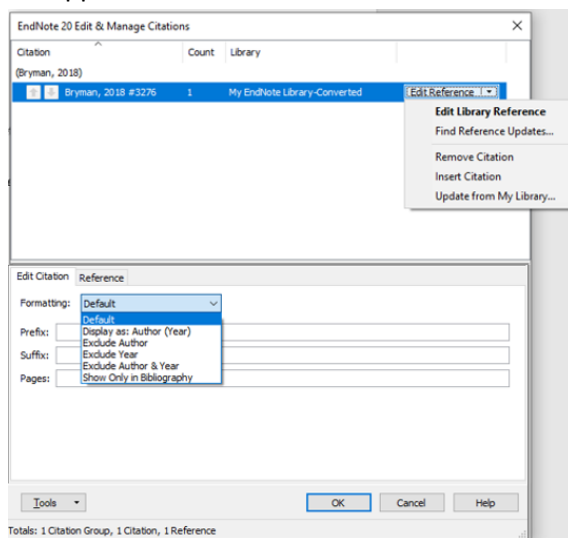 EndNote 20 Edit & Manage Citations
Citation Count Library
(Bryman, 2018)
Bryman, 2018 #3276 1 My EndNote Library-Converted Edit Reference
Edit Library Reference
Find Reference Updates...
Remove Citation
Insert Citation
Update from My Library...
Edit Citation Reference
Formatting: Default
Default
Display as: Author (Year)
Prefix:
Exclude Author
Suffix:
Exclude Year
Exclude Author & Year
Pages:
Show Only in Bibliography
Tools OK Cancel Help
Totals: 1 Citation Group, 1 Citation, 1 Reference